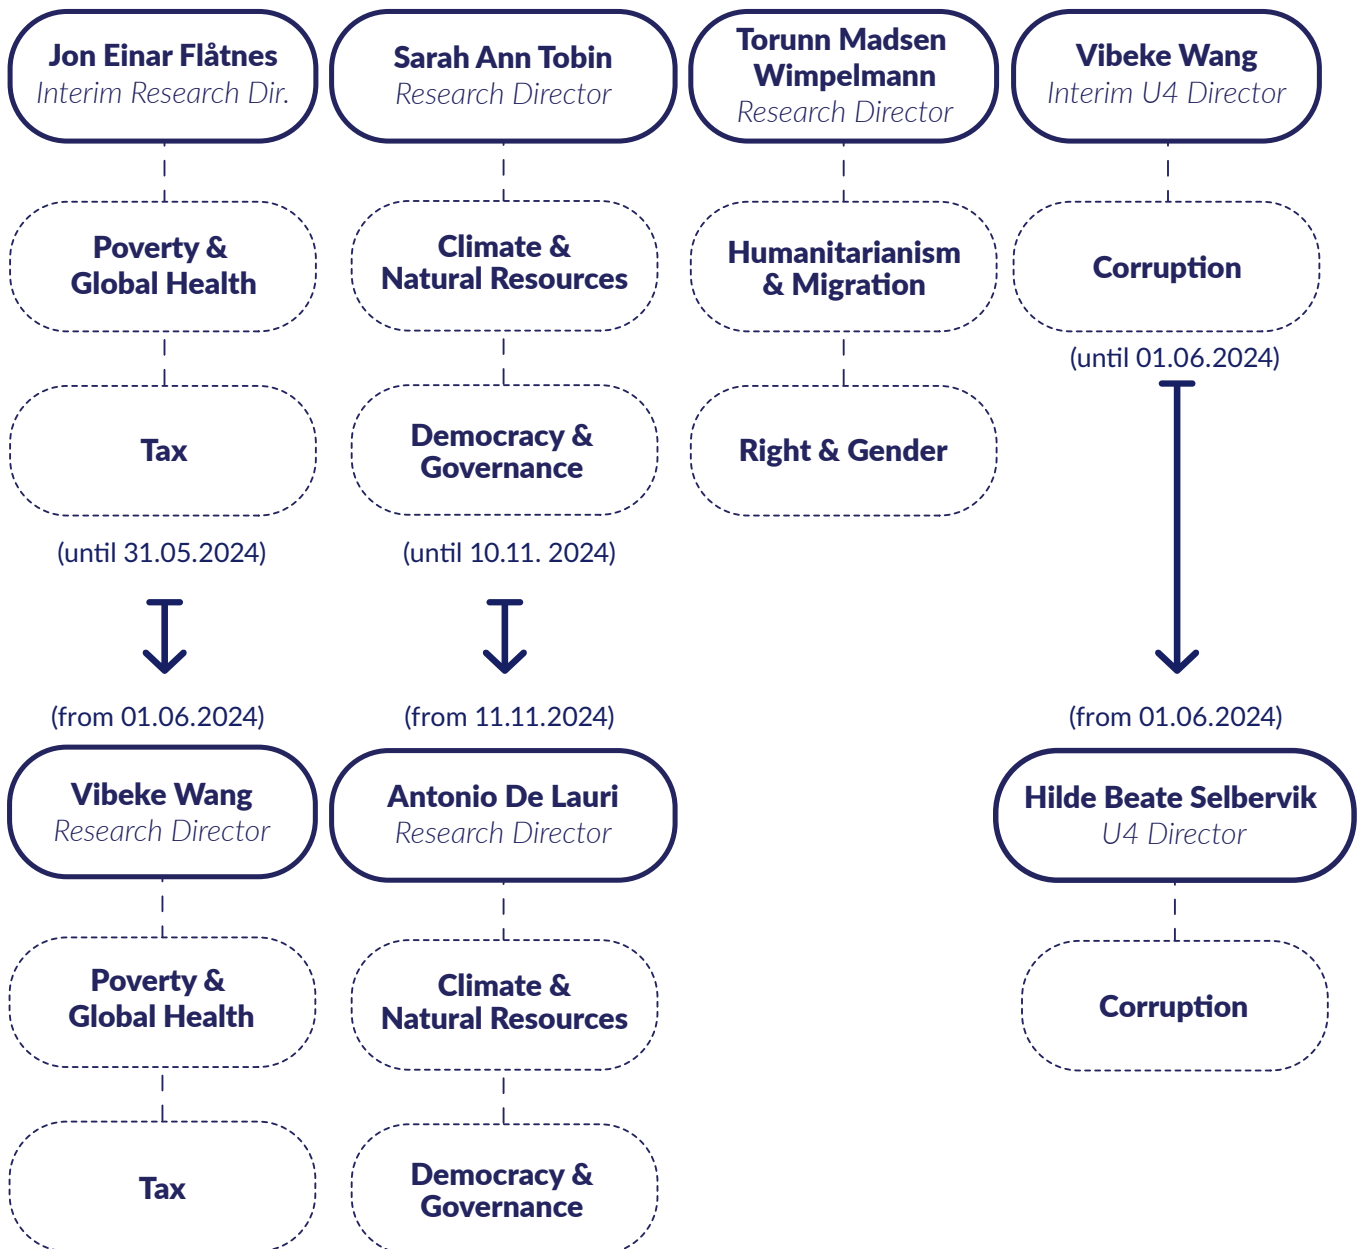 Jon Einar Flåtnes
Interim Research Dir.
Poverty &
Global Health
Tax
(until 31.05.2024)
(from 01.06.2024)
Vibeke Wang
Research Director
Poverty &
Global Health
Tax
Sarah Ann Tobin
Research Director
Climate &
Natural Resources
Democracy &
Governance
(until 10.11. 2024)
(from 11.11.2024)
Antonio De Lauri
Research Director
Climate &
Natural Resources
Democracy &
Governance
Torunn Madsen
Wimpelmann
Research Director
Humanitarianism
& Migration
Right & Gender
Vibeke Wang
Interim U4 Director
Corruption
(until 01.06.2024)
(from 01.06.2024)
Hilde Beate Selbervik
U4 Director
Corruption